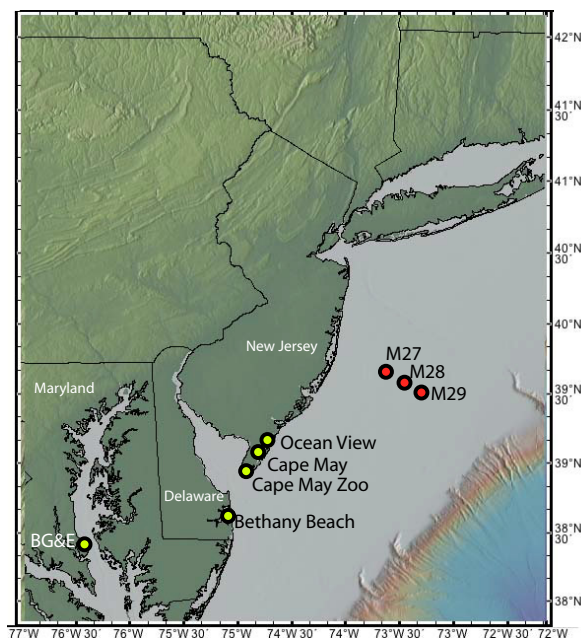 42°N
41°N
30'
41°N
40°N
30'
40°N
New Jersey
M27
M28
M29
39°N
30'
Maryland
Ocean View
Cape May
39°N
Cape May Zoo
Delaware
Bethany Beach
38°N
30'
BG&E
38°N
77°W 76°W 30' 76°W 75°W 30' 75°W 74°W 30' 74°W 73°W 30' 73°W 72°W 30' 72°W